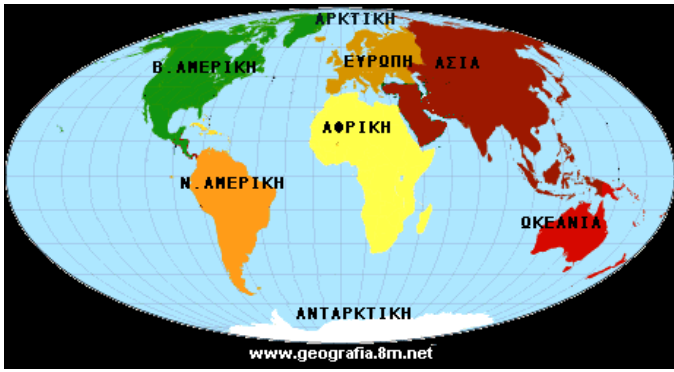 ΑΡΚΤΙΚΗ
Β.ΑΜΕΡΙΚΗ
ΕΥΡΩΠΗ
ΑΣΙΑ
ΑΦΡΙΚΗ
Ν.ΑΜΕΡΙΚΗ
ΩΚΕΑΝΙΑ
ΑΝΤΑΡΚΤΙΚΗ
www.geografia.8m.net